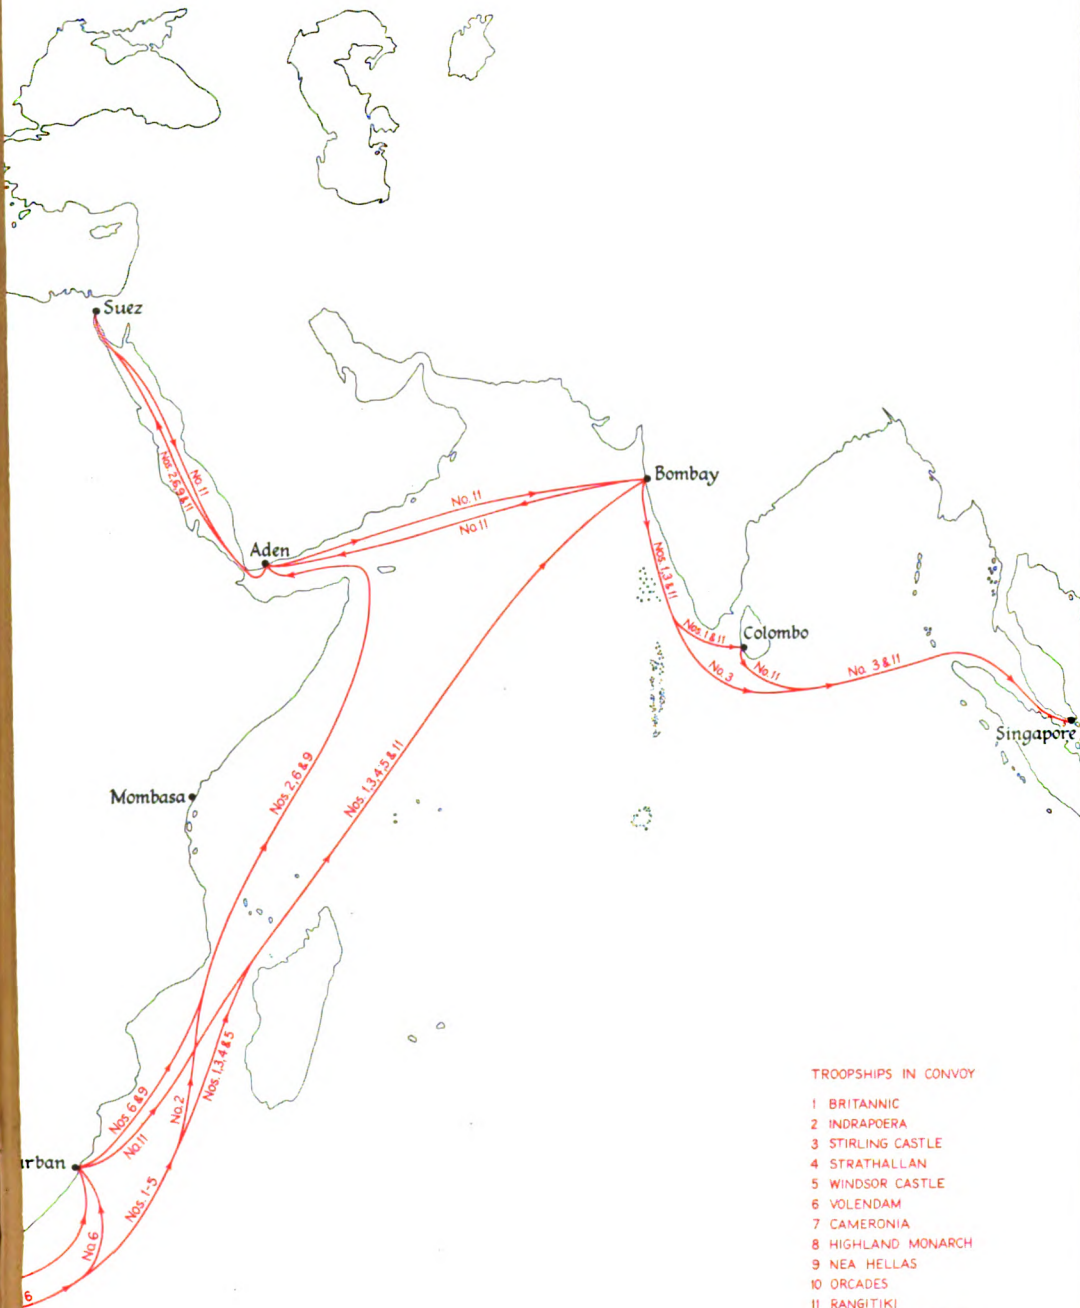 Suez
Nos. 2,6,9 & 11
No. 11
Bombay
No. 11
No. 11
Aden
Nos. 1,3 & 11
Nos. 1 & 11
Colombo
No. 3
No. 11
No. 3 & 11
Singapore
Nos. 2, 6 & 9
Nos. 1,3,4,5 & 11
Mombasa
Nos. 1,3,4 & 5
Nos. 6 & 9
No. 2
No. 11
rban
Nos. 1-5
No. 6
6
TROOPSHIPS IN CONVOY
1 BRITANNIC
2 INDRAPOERA
3 STIRLING CASTLE
4 STRATHALLAN
5 WINDSOR CASTLE
6 VOLENDAM
7 CAMERONIA
8 HIGHLAND MONARCH
9 NEA HELLAS
10 ORCADES
11 RANGITIKI